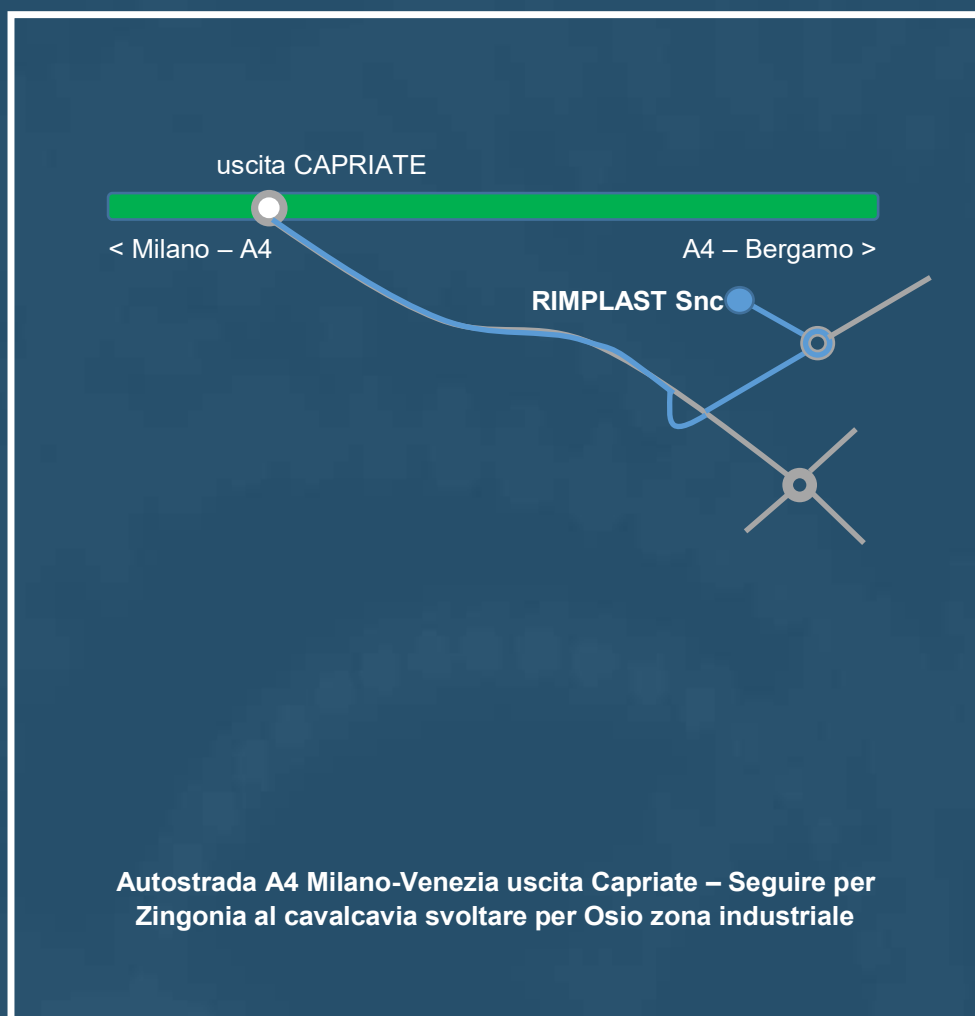 uscita CAPRIATE
< Milano – A4
A4 – Bergamo >
RIMPLAST Snc
Autostrada A4 Milano-Venezia uscita Capriate – Seguire per
Zingonia al cavalcavia svoltare per Osio zona industriale